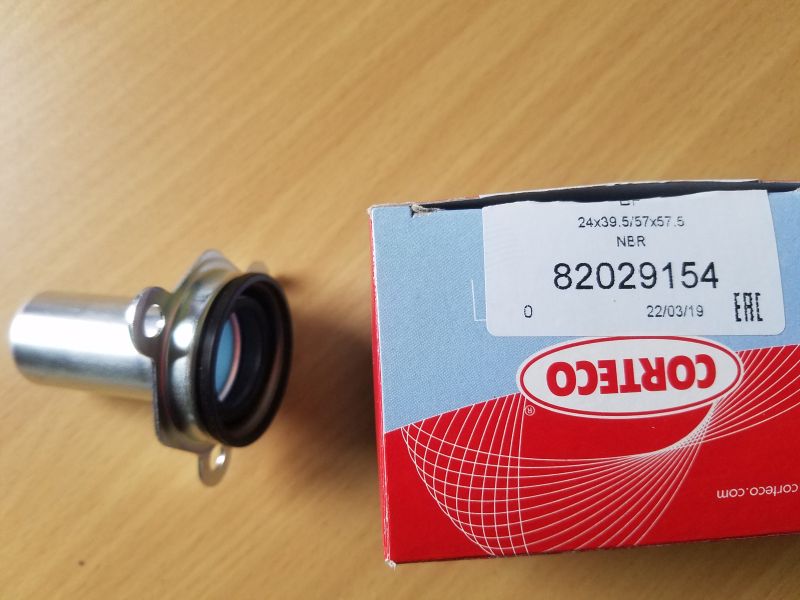 24x39.5/57x57.5
NBR
82029154
0 22/03/19 EAC
CORTECO
®
corteco.com